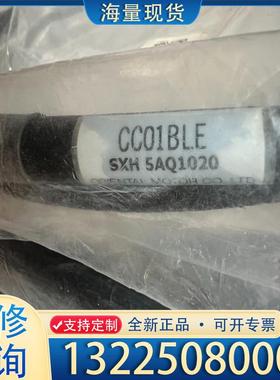 海量现货
CC01BLE
SXH 5AQ1020
ORIENTAL MOTOR CO., LTD.
修
询
支持定制 全新正品·可开专票
1322508000